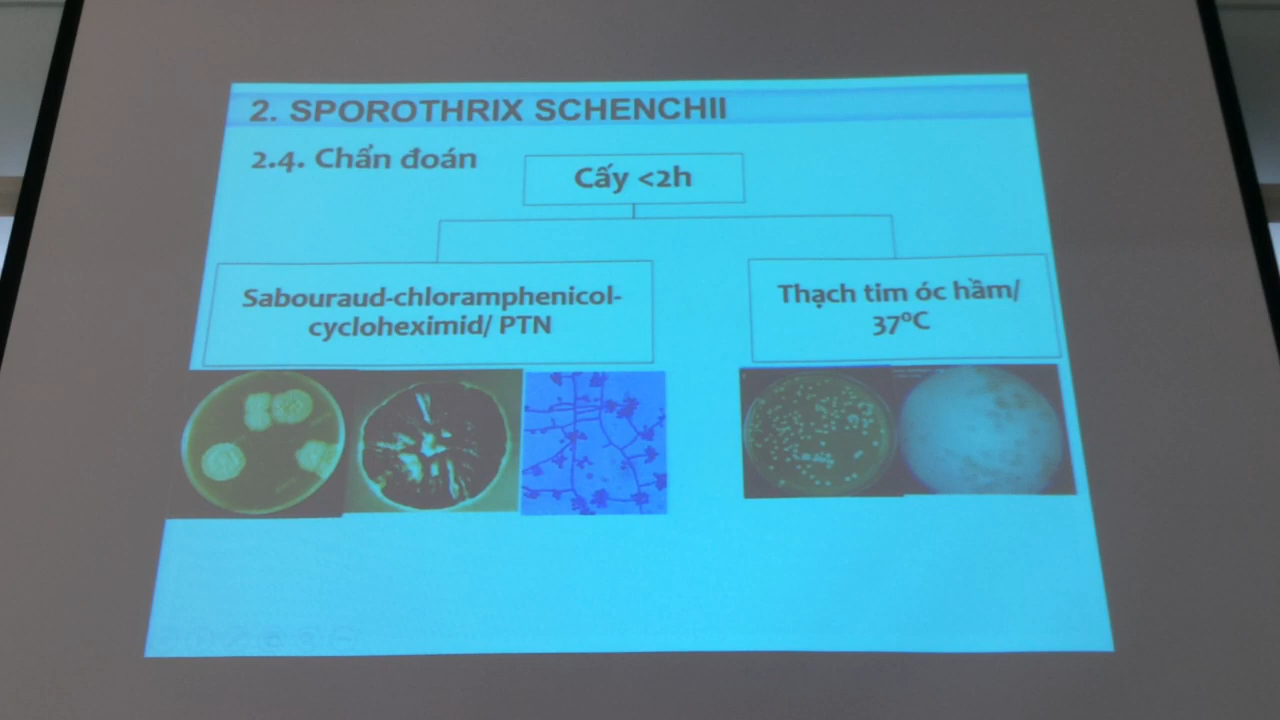 2. SPOROTHRIX SCHENCHII
2.4. Chẩn đoán
Cấy <2h
Sabouraud-chloramphenicol-
cycloheximid/ PTN
Thạch tim óc hầm/
37ºC